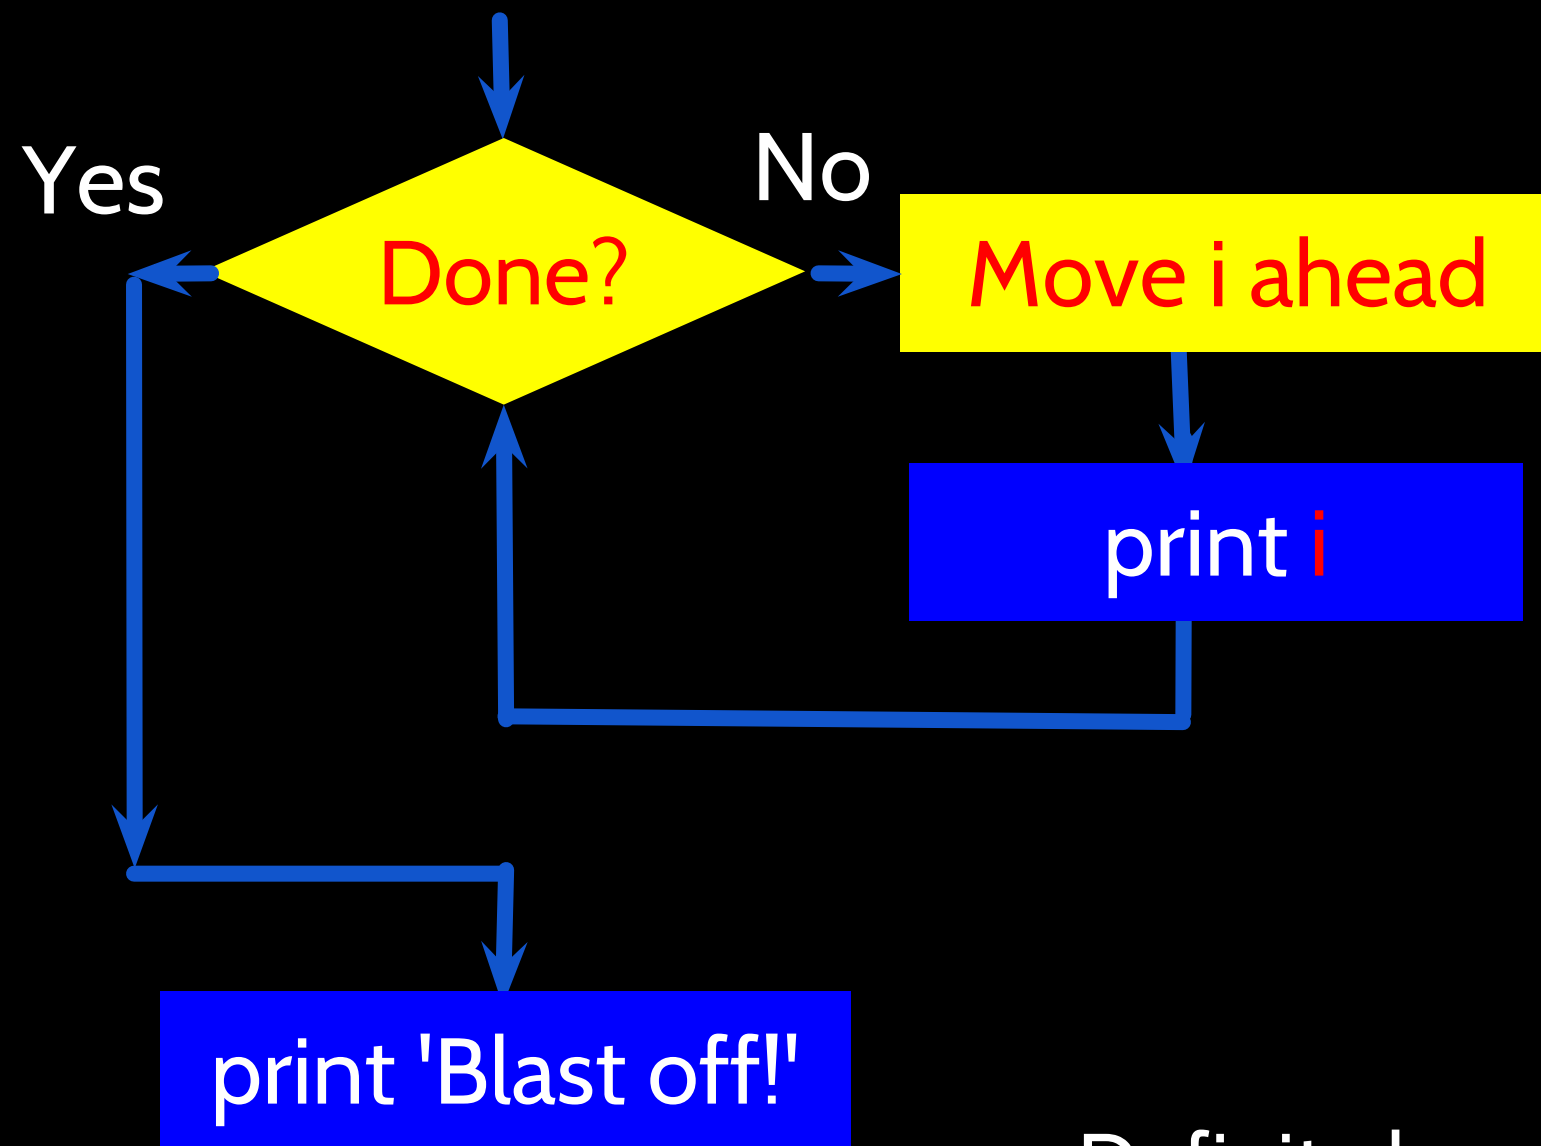 Yes
No
Done?
Move i ahead
print i
print 'Blast off!'